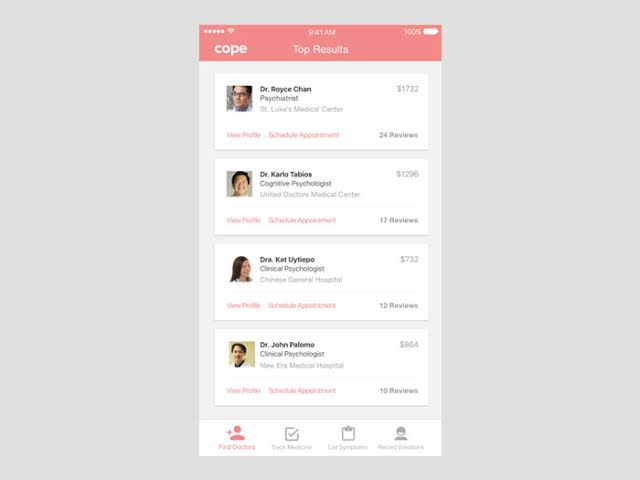 9:41 AM 100%
cope Top Results
Dr. Royce Chan $1732
Psychiatrist
St. Luke's Medical Center
View Profile Schedule Appointment 24 Reviews
Dr. Karlo Tabios $1296
Cognitive Psychologist
United Doctors Medical Center
View Profile Schedule Appointment 17 Reviews
Dra. Kat Uytiepo $732
Clinical Psychologist
Chinese General Hospital
View Profile Schedule Appointment 12 Reviews
Dr. John Palomo $864
Clinical Psychologist
New Era Medical Hospital
View Profile Schedule Appointment 10 Reviews
Find Doctors Track Medicine List Symptoms Record Emotions